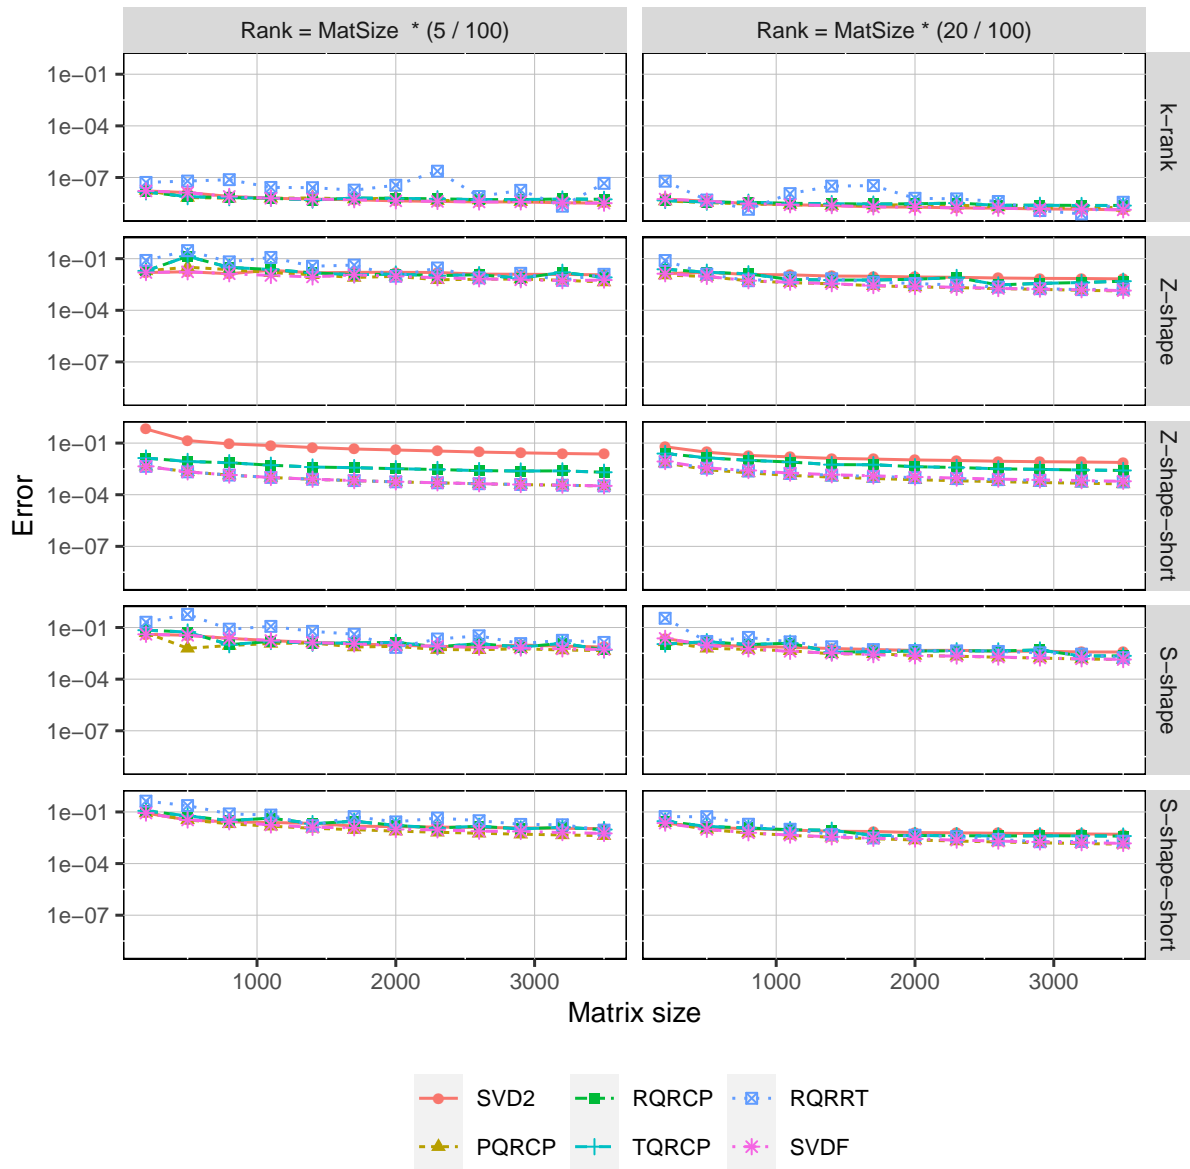 Rank = MatSize * (5 / 100)
Rank = MatSize * (20 / 100)
1e−01
1e−04
1e−07
k−rank
1e−01
1e−04
1e−07
Z−shape
1e−01
1e−04
1e−07
Z−shape−short
1e−01
1e−04
1e−07
S−shape
1e−01
1e−04
1e−07
S−shape−short
Error
1000 2000 3000
1000 2000 3000
Matrix size
SVD2 RQRCP RQRRT
PQRCP TQRCP SVDF